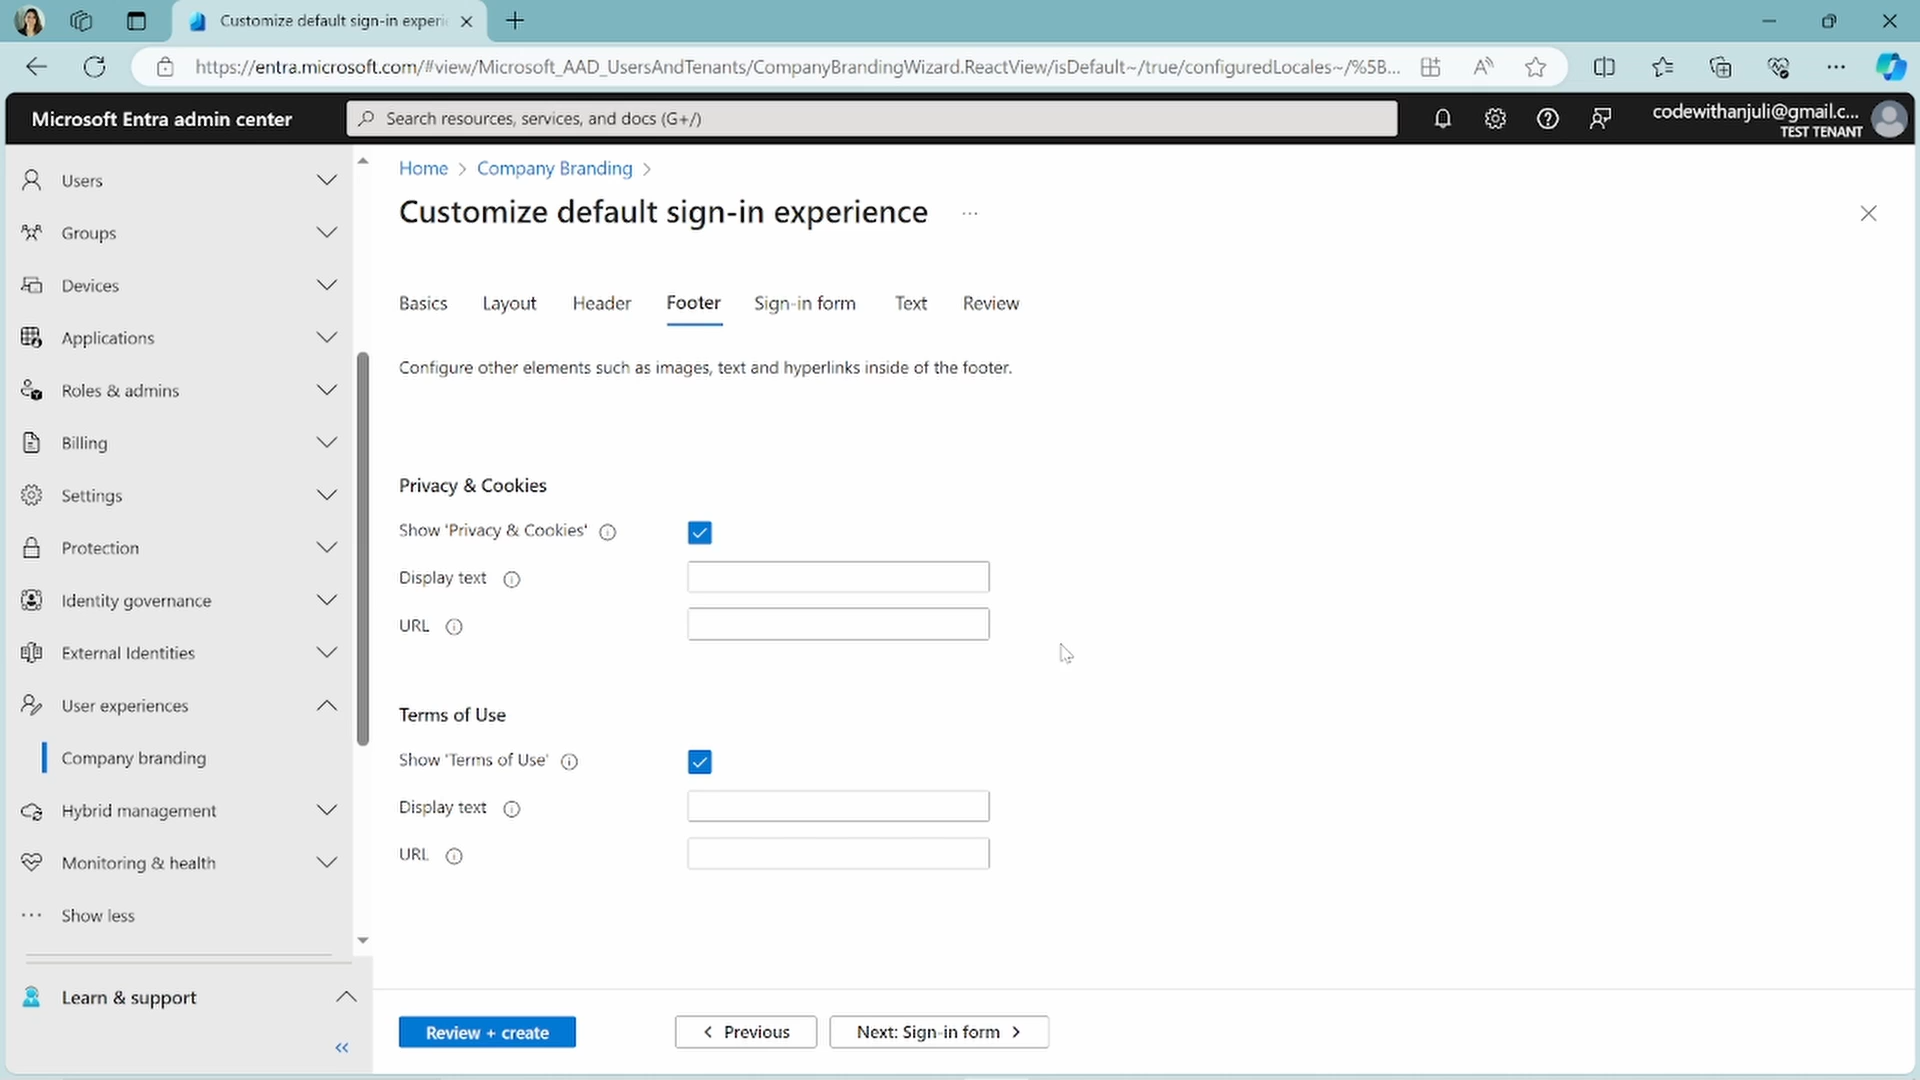 Customize default sign-in experi
https://entra.microsoft.com/#view/Microsoft_AAD_UsersAndTenants/CompanyBrandingWizard.ReactView/isDefault~/true/configuredLocales~/%5B...
Microsoft Entra admin center
Search resources, services, and docs (G+/)
codewithanjuli@gmail.c...
TEST TENANT
Users
Groups
Devices
Applications
Roles & admins
Billing
Settings
Protection
Identity governance
External Identities
User experiences
Company branding
Hybrid management
Monitoring & health
Show less
Learn & support
Home > Company Branding >
Customize default sign-in experience ...
Basics Layout Header Footer Sign-in form Text Review
Configure other elements such as images, text and hyperlinks inside of the footer.
Privacy & Cookies
Show 'Privacy & Cookies'
Display text
URL
Terms of Use
Show 'Terms of Use'
Display text
URL
Review + create < Previous Next: Sign-in form >